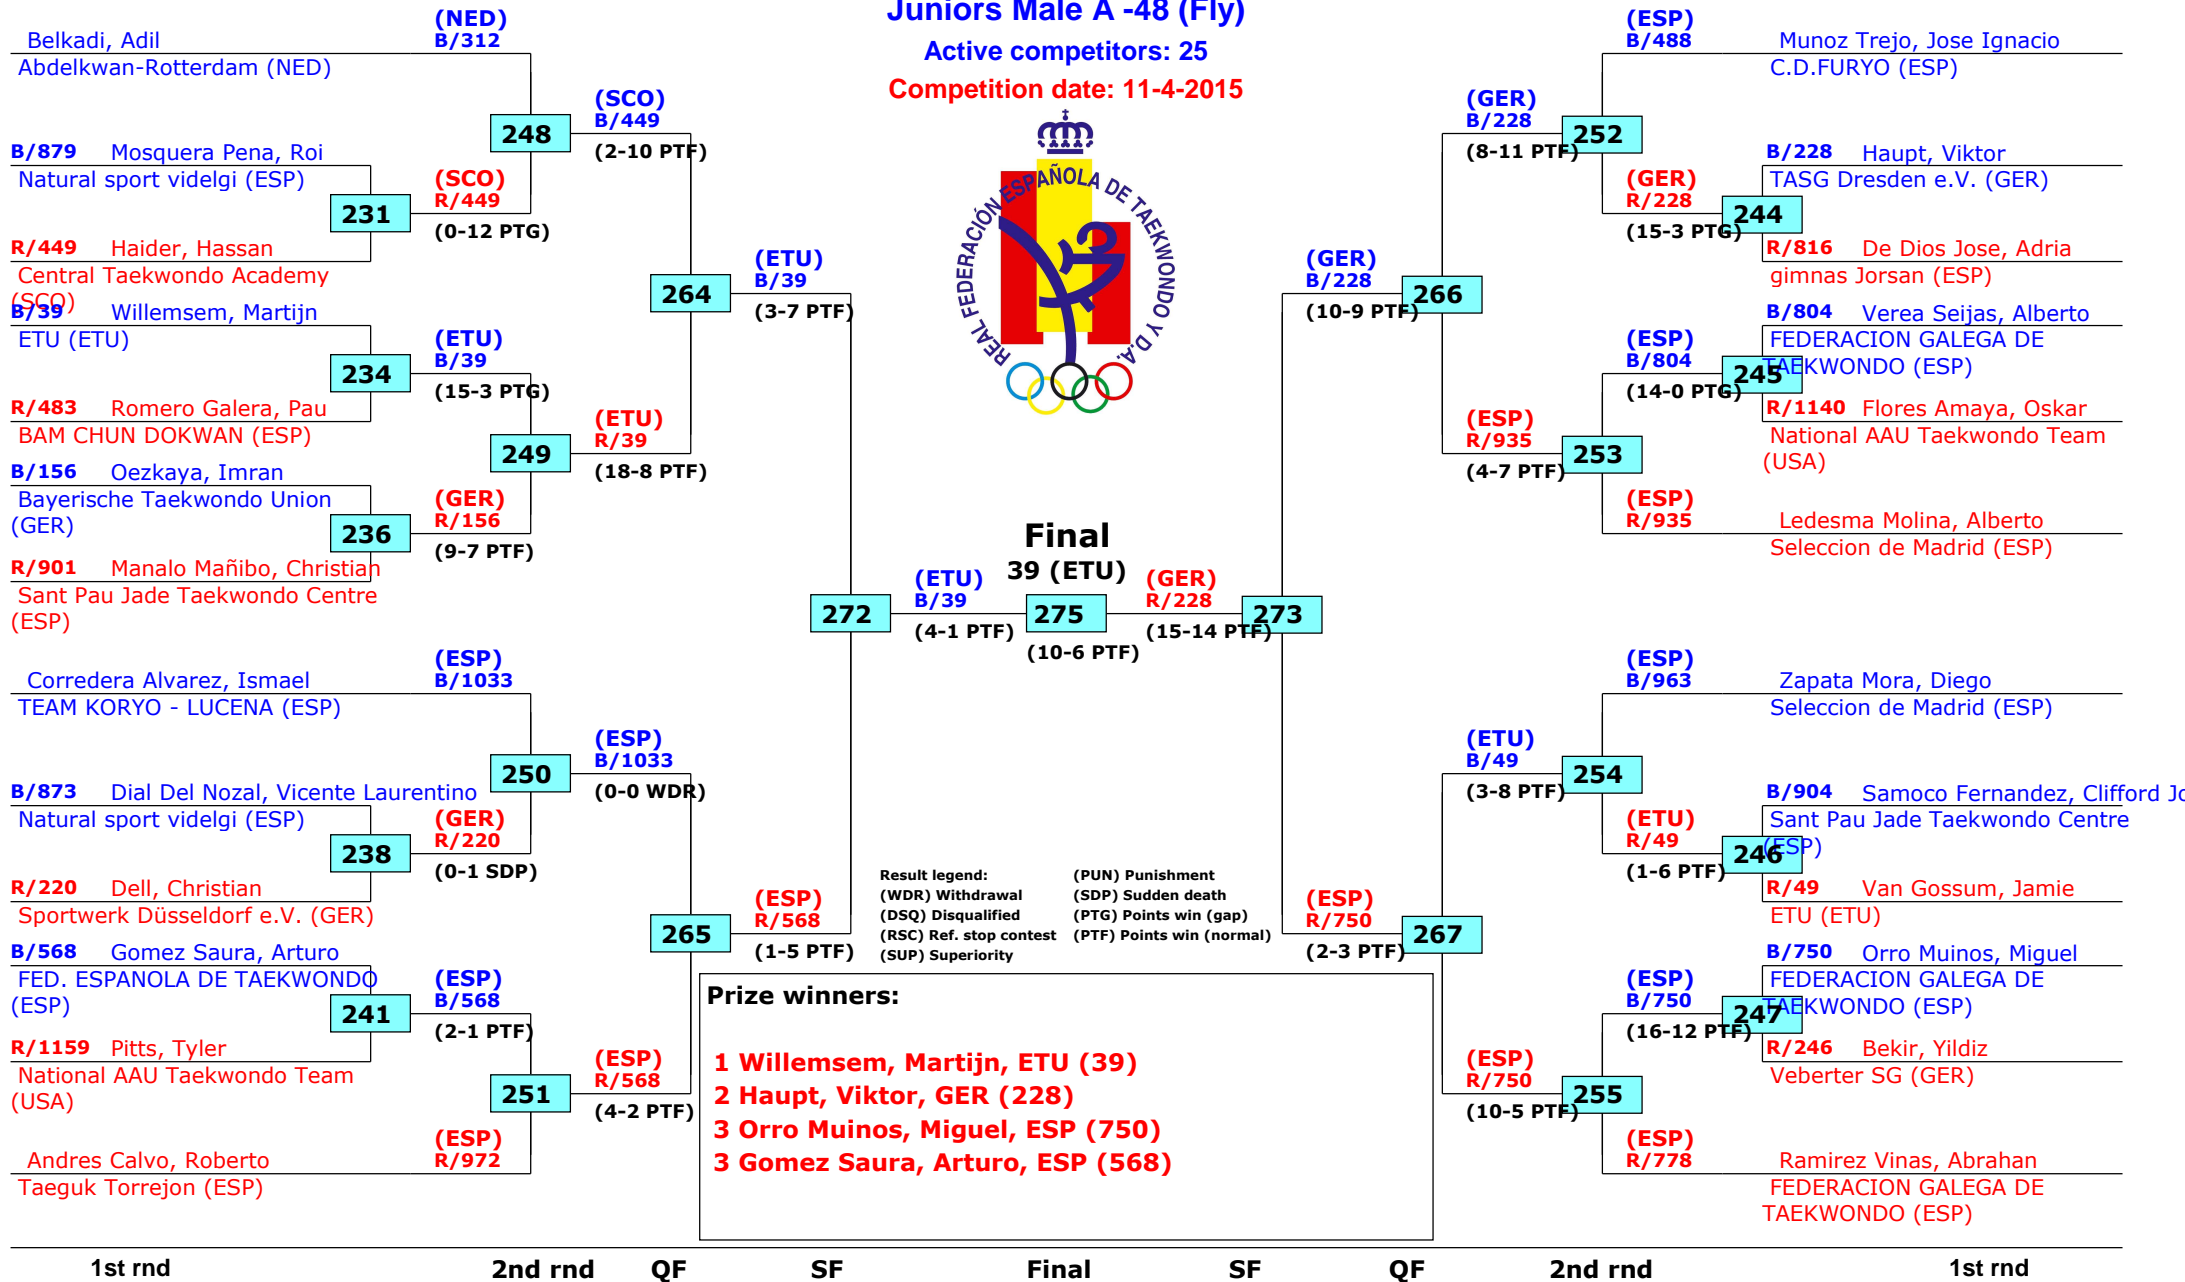 Juniors Male A -48 (Fly)
Active competitors: 25
Competition date: 11-4-2015
REAL FEDERACIÓN ESPAÑOLA DE TAEKWONDO Y D.A.
Belkadi, Adil
Abdelkwan-Rotterdam (NED)
(NED)
B/312
B/879 Mosquera Pena, Roi
Natural sport videlgi (ESP)
231
R/449 Haider, Hassan
Central Taekwondo Academy
(SCO)
(SCO)
R/449
(0-12 PTG)
248
(SCO)
B/449
(2-10 PTF)
B/39 Willemsem, Martijn
ETU (ETU)
234
R/483 Romero Galera, Pau
BAM CHUN DOKWAN (ESP)
(ETU)
B/39
(15-3 PTG)
B/156 Oezkaya, Imran
Bayerische Taekwondo Union
(GER)
236
R/901 Manalo Mañibo, Christian
Sant Pau Jade Taekwondo Centre
(ESP)
(GER)
R/156
(9-7 PTF)
249
(ETU)
R/39
(18-8 PTF)
264
(ETU)
B/39
(3-7 PTF)
Corredera Alvarez, Ismael
TEAM KORYO - LUCENA (ESP)
(ESP)
B/1033
B/873 Dial Del Nozal, Vicente Laurentino
Natural sport videlgi (ESP)
238
R/220 Dell, Christian
Sportwerk Düsseldorf e.V. (GER)
(GER)
R/220
(0-1 SDP)
250
(ESP)
B/1033
(0-0 WDR)
B/568 Gomez Saura, Arturo
FED. ESPANOLA DE TAEKWONDO
(ESP)
241
R/1159 Pitts, Tyler
National AAU Taekwondo Team
(USA)
(ESP)
B/568
(2-1 PTF)
Andres Calvo, Roberto
Taeguk Torrejon (ESP)
(ESP)
R/972
251
(ESP)
R/568
(4-2 PTF)
265
(ESP)
R/568
(1-5 PTF)
272
(ETU)
B/39
(4-1 PTF)
Final
39 (ETU)
275
(10-6 PTF)
(GER)
R/228
(15-14 PTF)
273
(GER)
B/228
(10-9 PTF)
266
(GER)
B/228
(8-11 PTF)
252
(ESP)
B/488
Munoz Trejo, Jose Ignacio
C.D.FURYO (ESP)
(GER)
R/228
(15-3 PTG)
244
B/228 Haupt, Viktor
TASG Dresden e.V. (GER)
R/816 De Dios Jose, Adria
gimnas Jorsan (ESP)
(ESP)
R/935
(4-7 PTF)
253
(ESP)
B/804
(14-0 PTG)
245
B/804 Verea Seijas, Alberto
FEDERACION GALEGA DE
TAEKWONDO (ESP)
R/1140 Flores Amaya, Oskar
National AAU Taekwondo Team
(USA)
(ESP)
R/935
Ledesma Molina, Alberto
Seleccion de Madrid (ESP)
(ESP)
R/750
(2-3 PTF)
267
(ETU)
B/49
(3-8 PTF)
254
(ESP)
B/963
Zapata Mora, Diego
Seleccion de Madrid (ESP)
(ETU)
R/49
(1-6 PTF)
246
B/904 Samoco Fernandez, Clifford Jo
Sant Pau Jade Taekwondo Centre
(ESP)
R/49 Van Gossum, Jamie
ETU (ETU)
(ESP)
R/750
(10-5 PTF)
255
(ESP)
B/750
(16-12 PTF)
247
B/750 Orro Muinos, Miguel
FEDERACION GALEGA DE
TAEKWONDO (ESP)
R/246 Bekir, Yildiz
Veberter SG (GER)
(ESP)
R/778
Ramirez Vinas, Abrahan
FEDERACION GALEGA DE
TAEKWONDO (ESP)
264
Result legend: (PUN) Punishment
(WDR) Withdrawal (SDP) Sudden death
(DSQ) Disqualified (PTG) Points win (gap)
(RSC) Ref. stop contest (PTF) Points win (normal)
(SUP) Superiority
Prize winners:
1 Willemsem, Martijn, ETU (39)
2 Haupt, Viktor, GER (228)
3 Orro Muinos, Miguel, ESP (750)
3 Gomez Saura, Arturo, ESP (568)
1st rnd 2nd rnd QF SF Final SF QF 2nd rnd 1st rnd